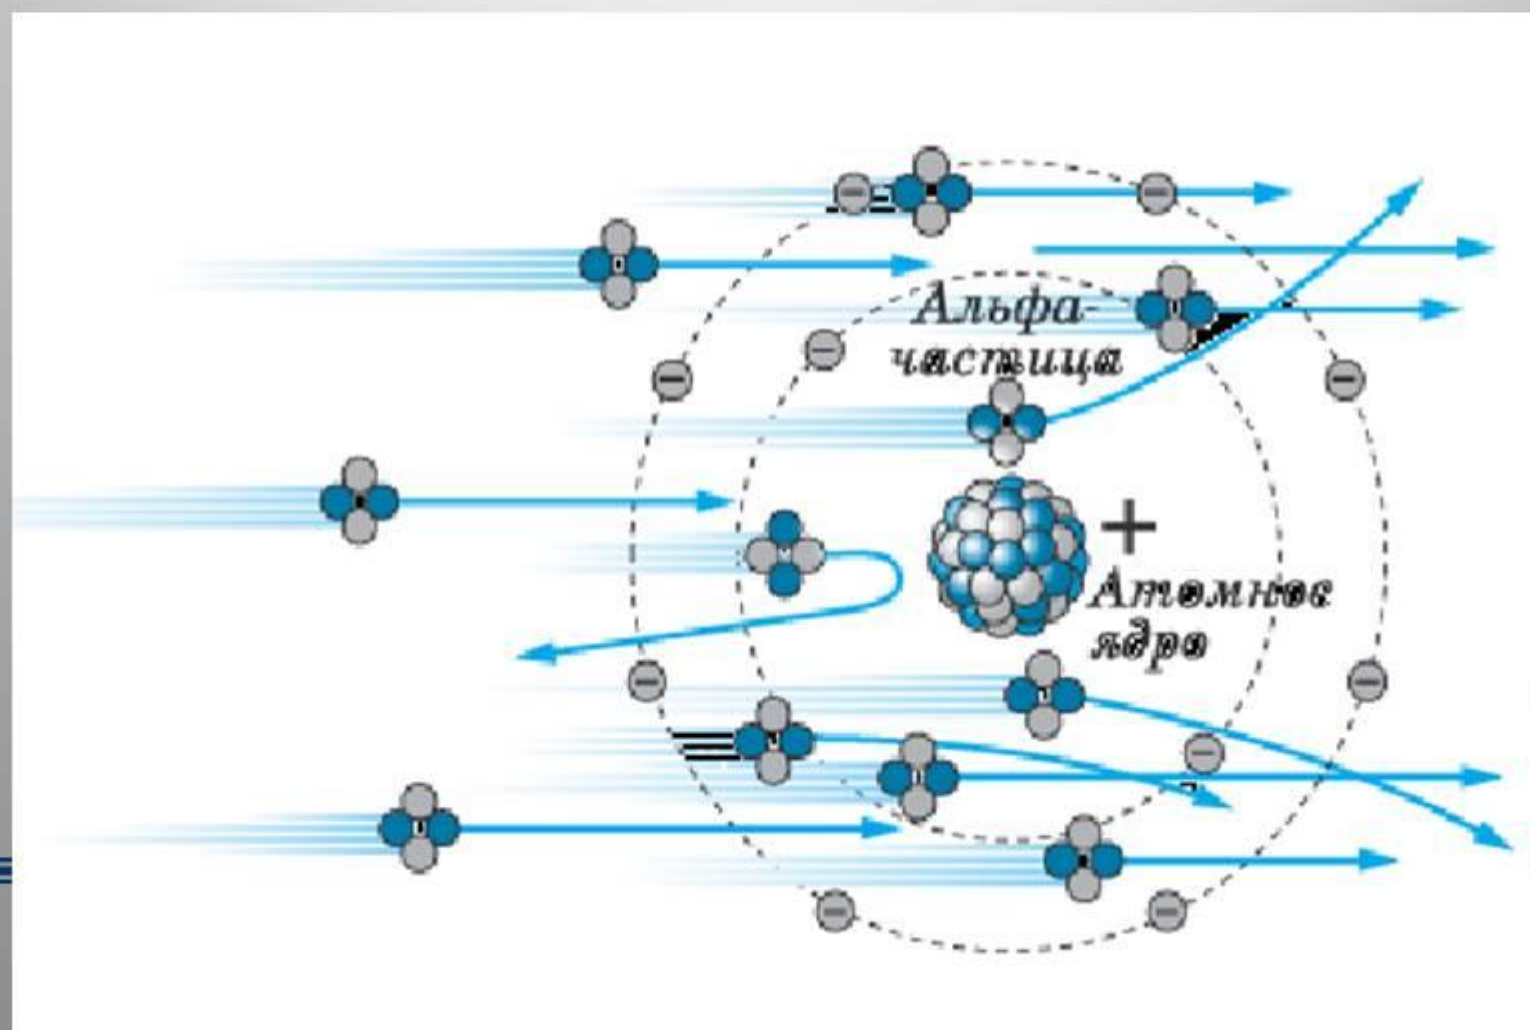 Альфа-
частица
+
Атомное
ядро